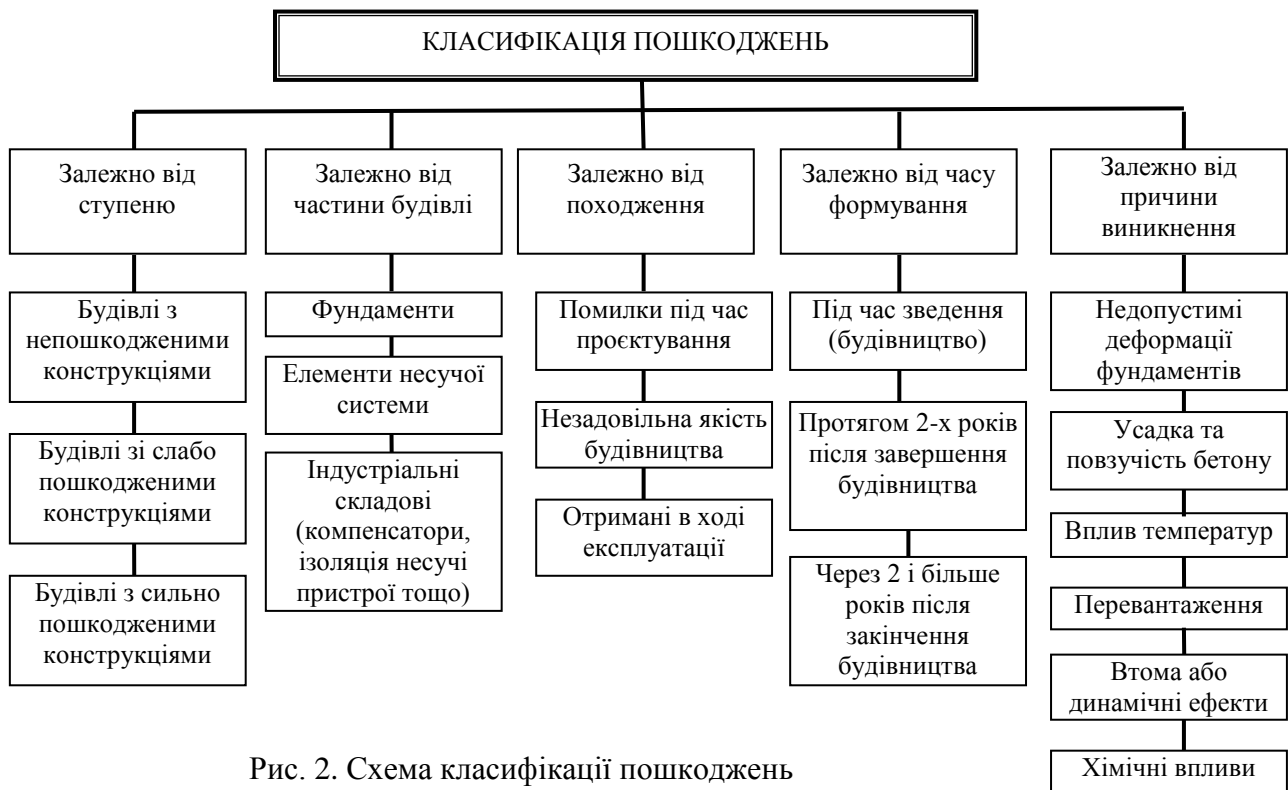 КЛАСИФІКАЦІЯ ПОШКОДЖЕНЬ
Залежно від
ступеню
Будівлі з
непошкодженими
конструкціями
Будівлі зі слабо
пошкодженими
конструкціями
Будівлі з сильно
пошкодженими
конструкціями
Залежно від
частини будівлі
Фундаменти
Елементи несучої
системи
Індустріальні
складові
(компенсатори,
ізоляція несучі
пристрої тощо)
Залежно від
походження
Помилки під час
проєктування
Незадовільна якість
будівництва
Отримані в ході
експлуатації
Залежно від часу
формування
Під час зведення
(будівництво)
Протягом 2-х років
після завершення
будівництва
Через 2 і більше
років після
закінчення
будівництва
Залежно від
причини
виникнення
Недопустимі
деформації
фундаментів
Усадка та
повзучість бетону
Вплив температур
Перевантаження
Втома або
динамічні ефекти
Хімічні впливи
Рис. 2. Схема класифікації пошкоджень